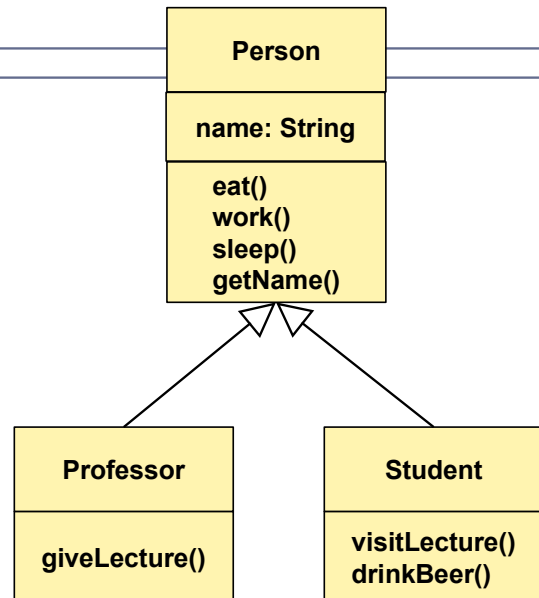 Person
name: String
eat()
work()
sleep()
getName()
Professor
giveLecture()
Student
visitLecture()
drinkBeer()